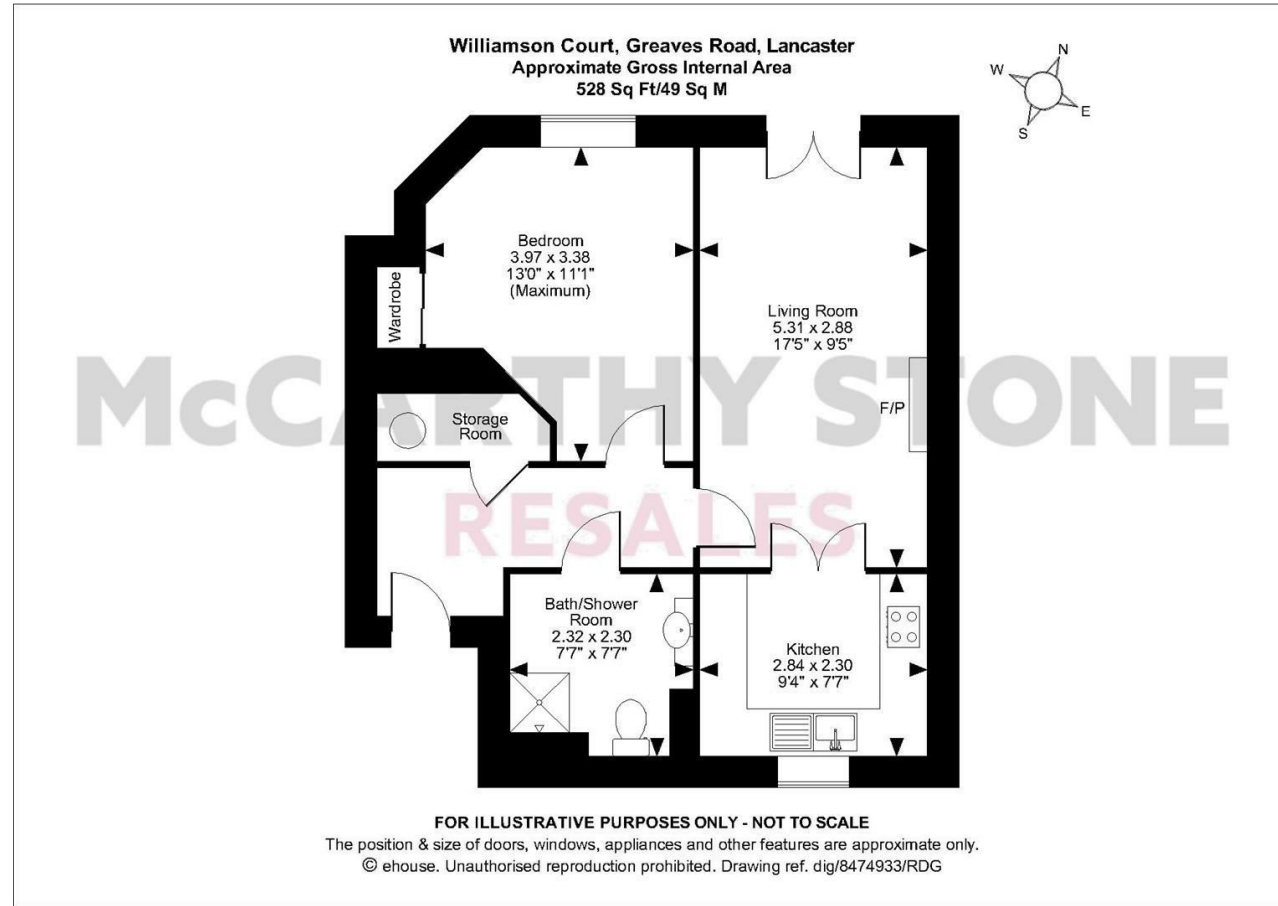 Williamson Court, Greaves Road, Lancaster
Approximate Gross Internal Area
528 Sq Ft/49 Sq M
N
W
E
S
Bedroom
3.97 x 3.38
13'0" x 11'1"
(Maximum)
Wardrobe
Living Room
5.31 x 2.88
17'5" x 9'5"
McCARTHY STONE
RESALES
F/P
Storage
Room
Bath/Shower
Room
2.32 x 2.30
7'7" x 7'7"
Kitchen
2.84 x 2.30
9'4" x 7'7"
FOR ILLUSTRATIVE PURPOSES ONLY - NOT TO SCALE
The position & size of doors, windows, appliances and other features are approximate only.
© ehouse. Unauthorised reproduction prohibited. Drawing ref. dig/8474933/RDG